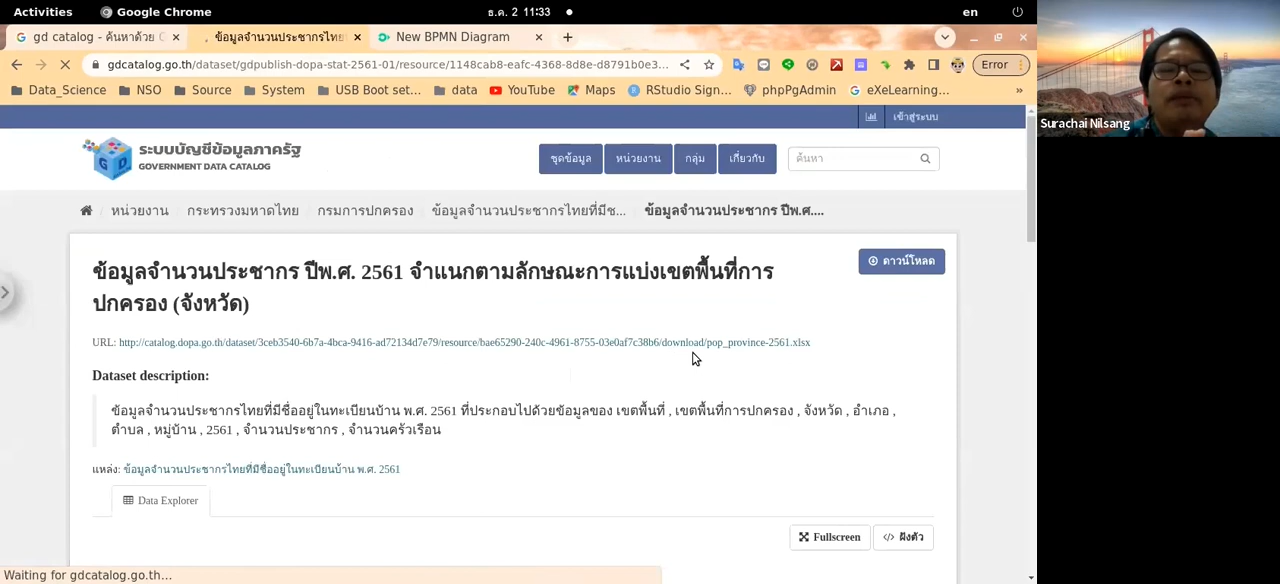 Activities
Google Chrome
ธ.ค. 2 11:33
en
gd catalog - ค้นหาด้วย G
ข้อมูลจำนวนประชากรไทย
New BPMN Diagram
gdcatalog.go.th/dataset/gdpublish-dopa-stat-2561-01/resource/1148cab8-eafc-4368-8d8e-d8791b0e3...
Error
Data_Science
NSO
Source
System
USB Boot set...
data
YouTube
Maps
RStudio Sign...
phpPgAdmin
eXeLearning...
»
Surachai Nilsang
เข้าสู่ระบบ
ระบบบัญชีข้อมูลภาครัฐ
GOVERNMENT DATA CATALOG
ชุดข้อมูล
หน่วยงาน
กลุ่ม
เกี่ยวกับ
ค้นหา
/ หน่วยงาน / กระทรวงมหาดไทย / กรมการปกครอง / ข้อมูลจำนวนประชากรไทยที่มีช... / ข้อมูลจำนวนประชากร ปีพ.ศ....
ข้อมูลจำนวนประชากร ปีพ.ศ. 2561 จำแนกตามลักษณะการแบ่งเขตพื้นที่การ
ปกครอง (จังหวัด)
ดาวน์โหลด
URL: http://catalog.dopa.go.th/dataset/3ceb3540-6b7a-4bca-9416-ad72134d7e79/resource/bae65290-240c-4961-8755-03e0af7c38b6/download/pop_province-2561.xlsx
Dataset description:
ข้อมูลจำนวนประชากรไทยที่มีชื่ออยู่ในทะเบียนบ้าน พ.ศ. 2561 ที่ประกอบไปด้วยข้อมูลของ เขตพื้นที่ , เขตพื้นที่การปกครอง , จังหวัด , อำเภอ ,
ตำบล , หมู่บ้าน , 2561 , จำนวนประชากร , จำนวนครัวเรือน
แหล่ง: ข้อมูลจำนวนประชากรไทยที่มีชื่ออยู่ในทะเบียนบ้าน พ.ศ. 2561
Data Explorer
Fullscreen
</> ฝังตัว
Waiting for gdcatalog.go.th...